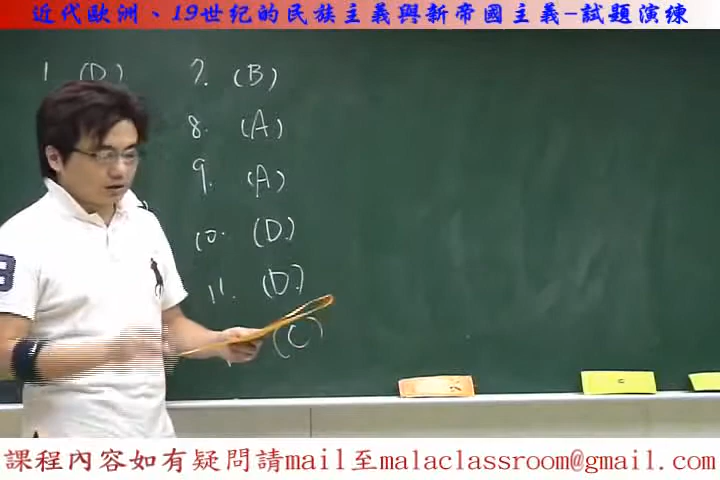 近代歐洲、19世紀的民族主義與新帝國主義-試題演練
1 (D)
7. (B)
8. (A)
9. (A)
10. (D)
11. (D)
(C)
8
課程內容如有疑問請mail至malaclassroom@gmail.com